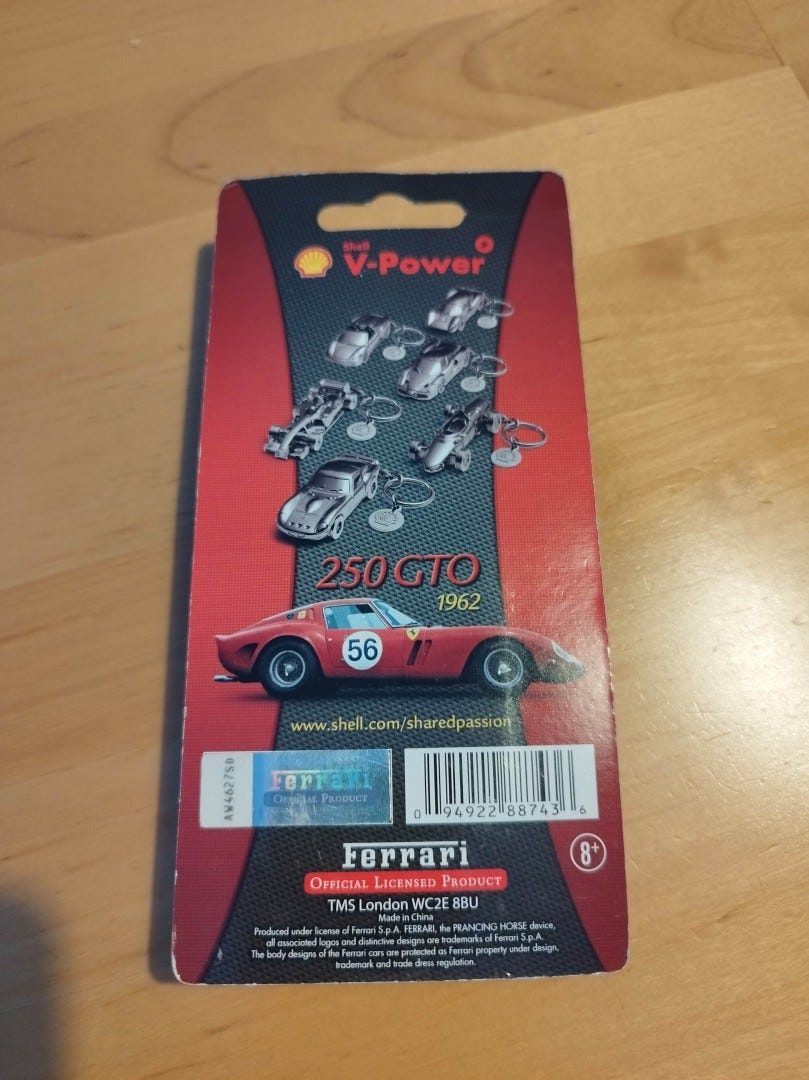 Shell
V-Power
250 GTO
1962
56
www.shell.com/sharedpassion
AW4627SD
Ferrari
OFFICIAL PRODUCT
0 94922 88743 6
Ferrari
OFFICIAL LICENSED PRODUCT
8+
TMS London WC2E 8BU
Made in China
Produced under license of Ferrari S.p.A. FERRARI, the PRANCING HORSE device,
all associated logos and distinctive designs are trademarks of Ferrari S.p.A.
The body designs of the Ferrari cars are protected as Ferrari property under design,
trademark and trade dress regulation.